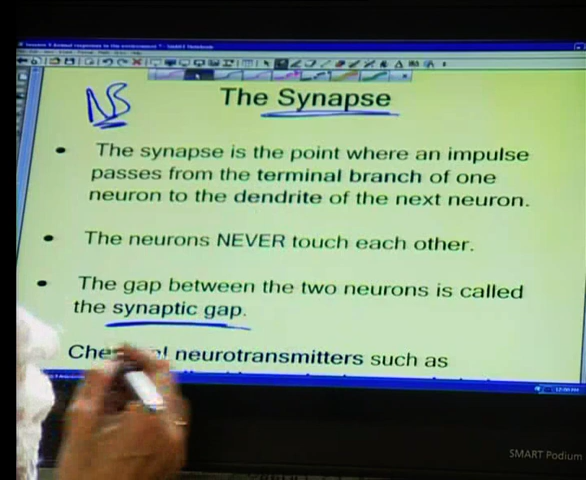 NB
The Synapse
• The synapse is the point where an impulse
passes from the terminal branch of one
neuron to the dendrite of the next neuron.
• The neurons NEVER touch each other.
• The gap between the two neurons is called
the synaptic gap.
neurotransmitters such as
SMART Podium